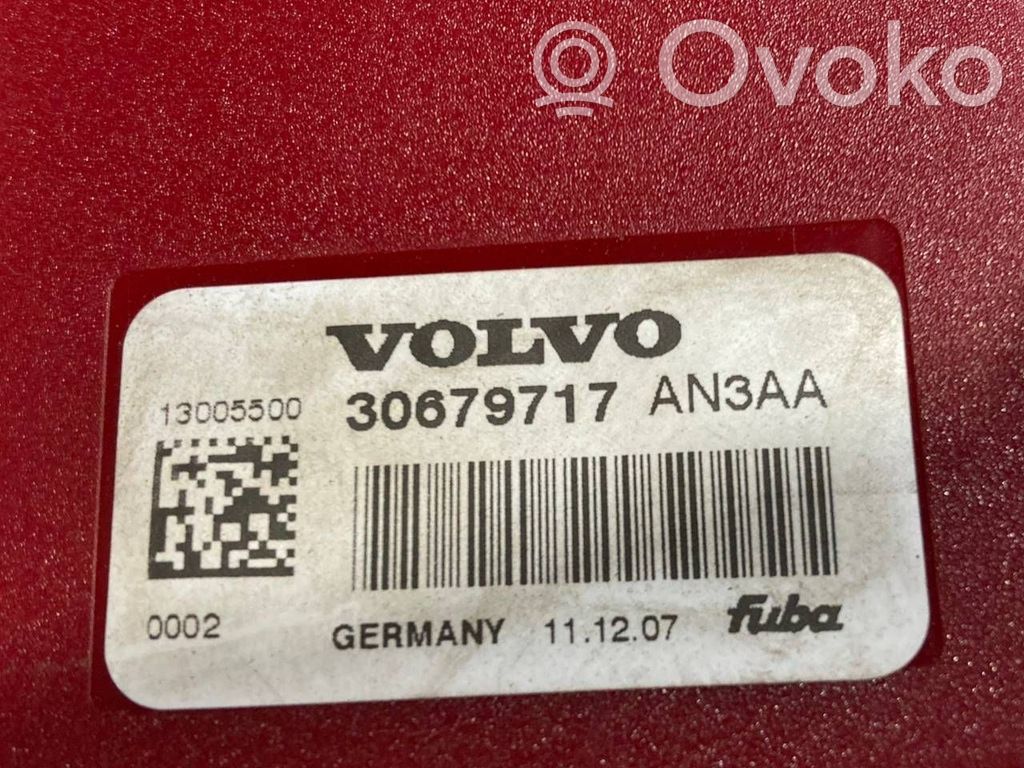 Ovoko
VOLVO
13005500 30679717 AN3AA
0002 GERMANY 11.12.07 fuba